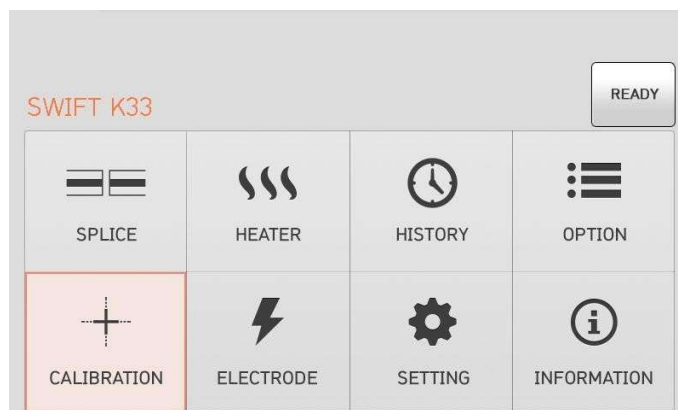 READY
SWIFT K33
SPLICE HEATER HISTORY OPTION
CALIBRATION ELECTRODE SETTING INFORMATION